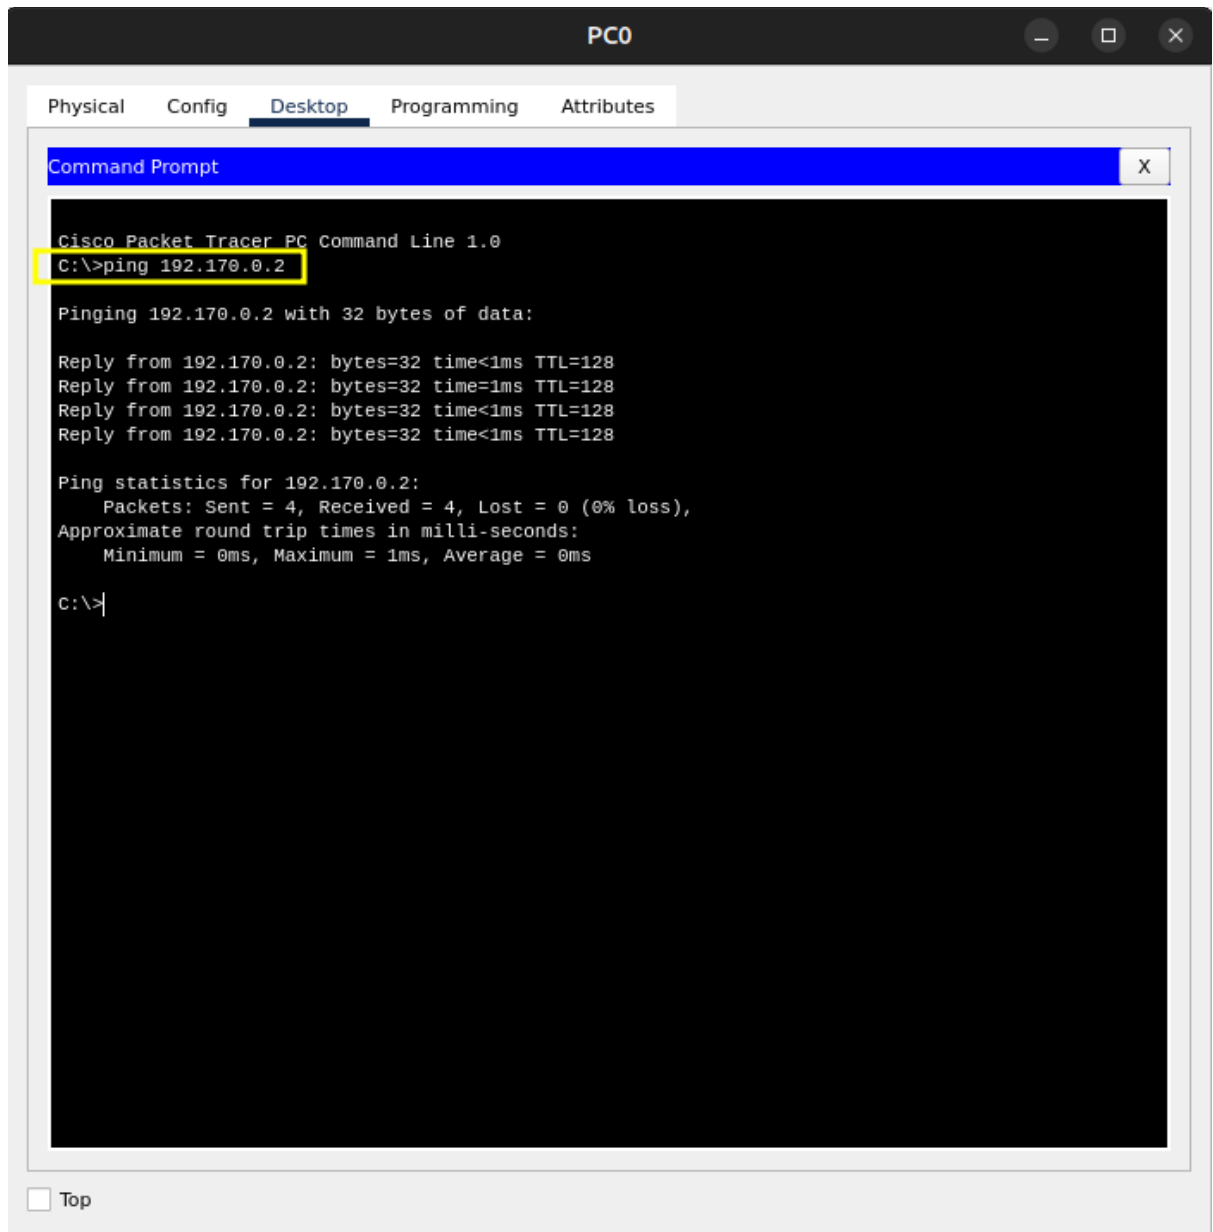 PC0
Physical Config Desktop Programming Attributes
Command Prompt X
Cisco Packet Tracer PC Command Line 1.0
C:\>ping 192.170.0.2
Pinging 192.170.0.2 with 32 bytes of data:
Reply from 192.170.0.2: bytes=32 time<1ms TTL=128
Reply from 192.170.0.2: bytes=32 time=1ms TTL=128
Reply from 192.170.0.2: bytes=32 time<1ms TTL=128
Reply from 192.170.0.2: bytes=32 time<1ms TTL=128
Ping statistics for 192.170.0.2:
Packets: Sent = 4, Received = 4, Lost = 0 (0% loss),
Approximate round trip times in milli-seconds:
Minimum = 0ms, Maximum = 1ms, Average = 0ms
C:\>
Top